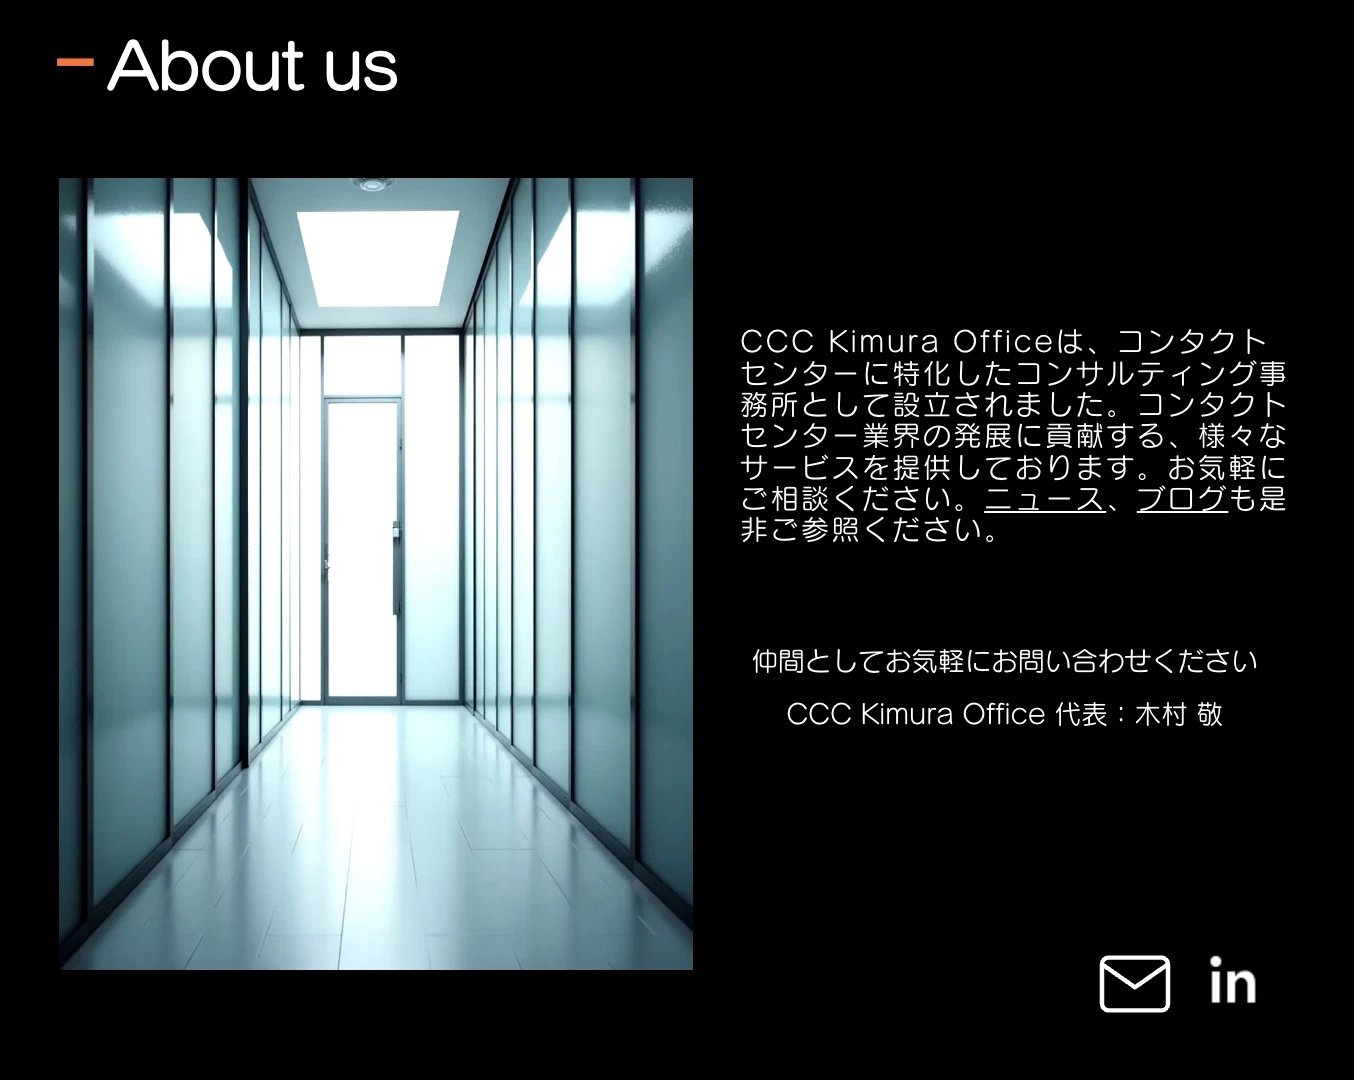 About us
CCC Kimura Officeは、コンタクト
センターに特化したコンサルティング事
務所として設立されました。コンタクト
センター業界の発展に貢献する、様々な
サービスを提供しております。お気軽に
ご相談ください。ニュース、ブログも是
非ご参照ください。
仲間としてお気軽にお問い合わせください
CCC Kimura Office 代表：木村 敬
in